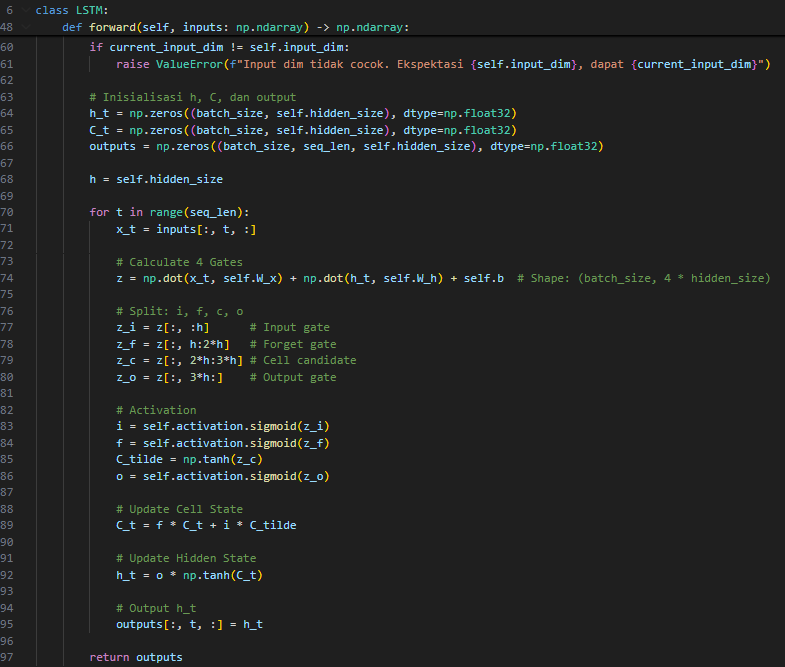 6 class LSTM:
48 def forward(self, inputs: np.ndarray) -> np.ndarray:
60 if current_input_dim != self.input_dim:
61 raise ValueError(f"Input dim tidak cocok. Ekspektasi {self.input_dim}, dapat {current_input_dim}")
62
63 # Inisialisasi h, C, dan output
64 h_t = np.zeros((batch_size, self.hidden_size), dtype=np.float32)
65 C_t = np.zeros((batch_size, self.hidden_size), dtype=np.float32)
66 outputs = np.zeros((batch_size, seq_len, self.hidden_size), dtype=np.float32)
67
68 h = self.hidden_size
69
70 for t in range(seq_len):
71 x_t = inputs[:, t, :]
72
73 # Calculate 4 Gates
74 z = np.dot(x_t, self.W_x) + np.dot(h_t, self.W_h) + self.b # Shape: (batch_size, 4 * hidden_size)
75
76 # Split: i, f, c, o
77 z_i = z[:, :h] # Input gate
78 z_f = z[:, h:2*h] # Forget gate
79 z_c = z[:, 2*h:3*h] # Cell candidate
80 z_o = z[:, 3*h:] # Output gate
81
82 # Activation
83 i = self.activation.sigmoid(z_i)
84 f = self.activation.sigmoid(z_f)
85 C_tilde = np.tanh(z_c)
86 o = self.activation.sigmoid(z_o)
87
88 # Update Cell State
89 C_t = f * C_t + i * C_tilde
90
91 # Update Hidden State
92 h_t = o * np.tanh(C_t)
93
94 # Output h_t
95 outputs[:, t, :] = h_t
96
97 return outputs